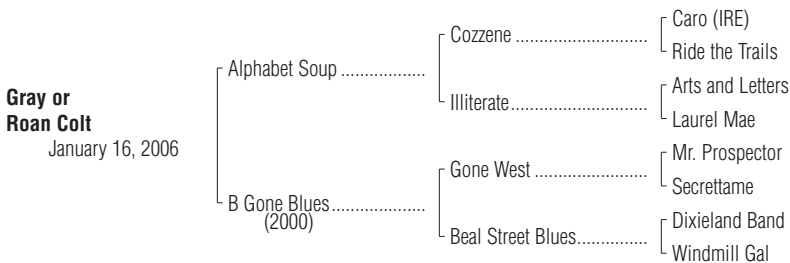 Gray or
Roan Colt
January 16, 2006
Alphabet Soup ..................
B Gone Blues....................
(2000)
Cozzene ............................
Illiterate.............................
Gone West ........................
Beal Street Blues...............
Caro (IRE)
Ride the Trails
Arts and Letters
Laurel Mae
Mr. Prospector
Secrettame
Dixieland Band
Windmill Gal